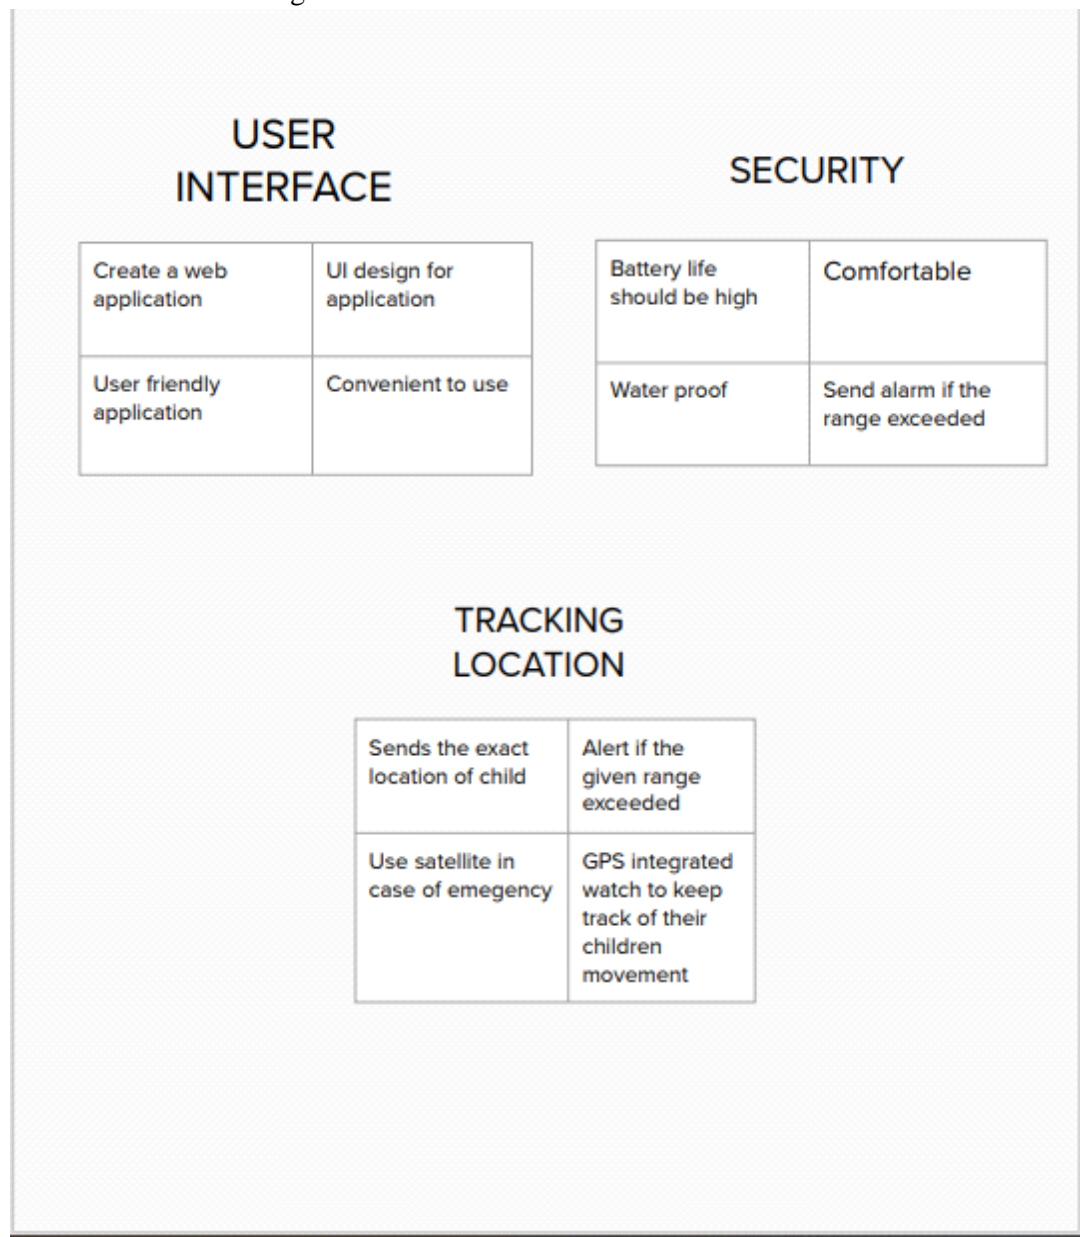 USER
INTERFACE
Create a web
application
UI design for
application
User friendly
application
Convenient to use
SECURITY
Battery life
should be high
Comfortable
Water proof
Send alarm if the
range exceeded
TRACKING
LOCATION
Sends the exact
location of child
Alert if the
given range
exceeded
Use satellite in
case of emegency
GPS integrated
watch to keep
track of their
children
movement